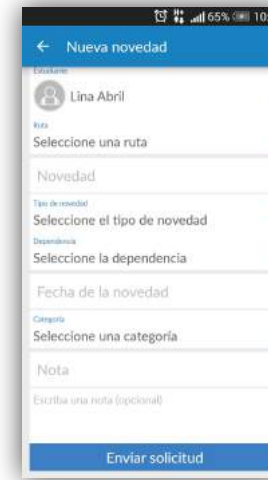 65% 10:
Nueva novedad
Estudiante
Lina Abril
Ruta
Seleccione una ruta
Novedad
Tipo de novedad
Seleccione el tipo de novedad
Dependencia
Seleccione la dependencia
Fecha de la novedad
Categoría
Seleccione una categoría
Nota
Escriba una nota (opcional)
Enviar solicitud